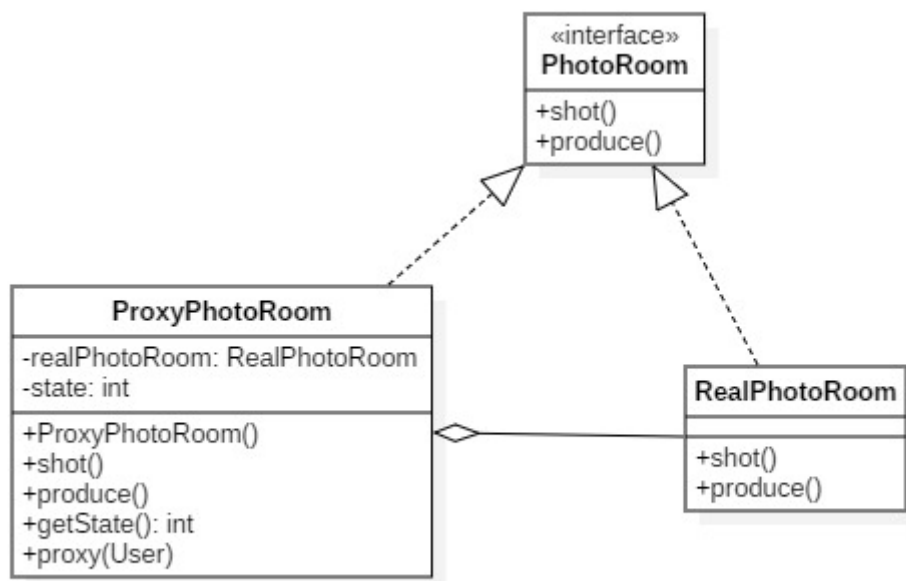 «interface»
PhotoRoom
+shot()
+produce()
ProxyPhotoRoom
-realPhotoRoom: RealPhotoRoom
-state: int
+ProxyPhotoRoom()
+shot()
+produce()
+getState(): int
+proxy(User)
RealPhotoRoom
+shot()
+produce()